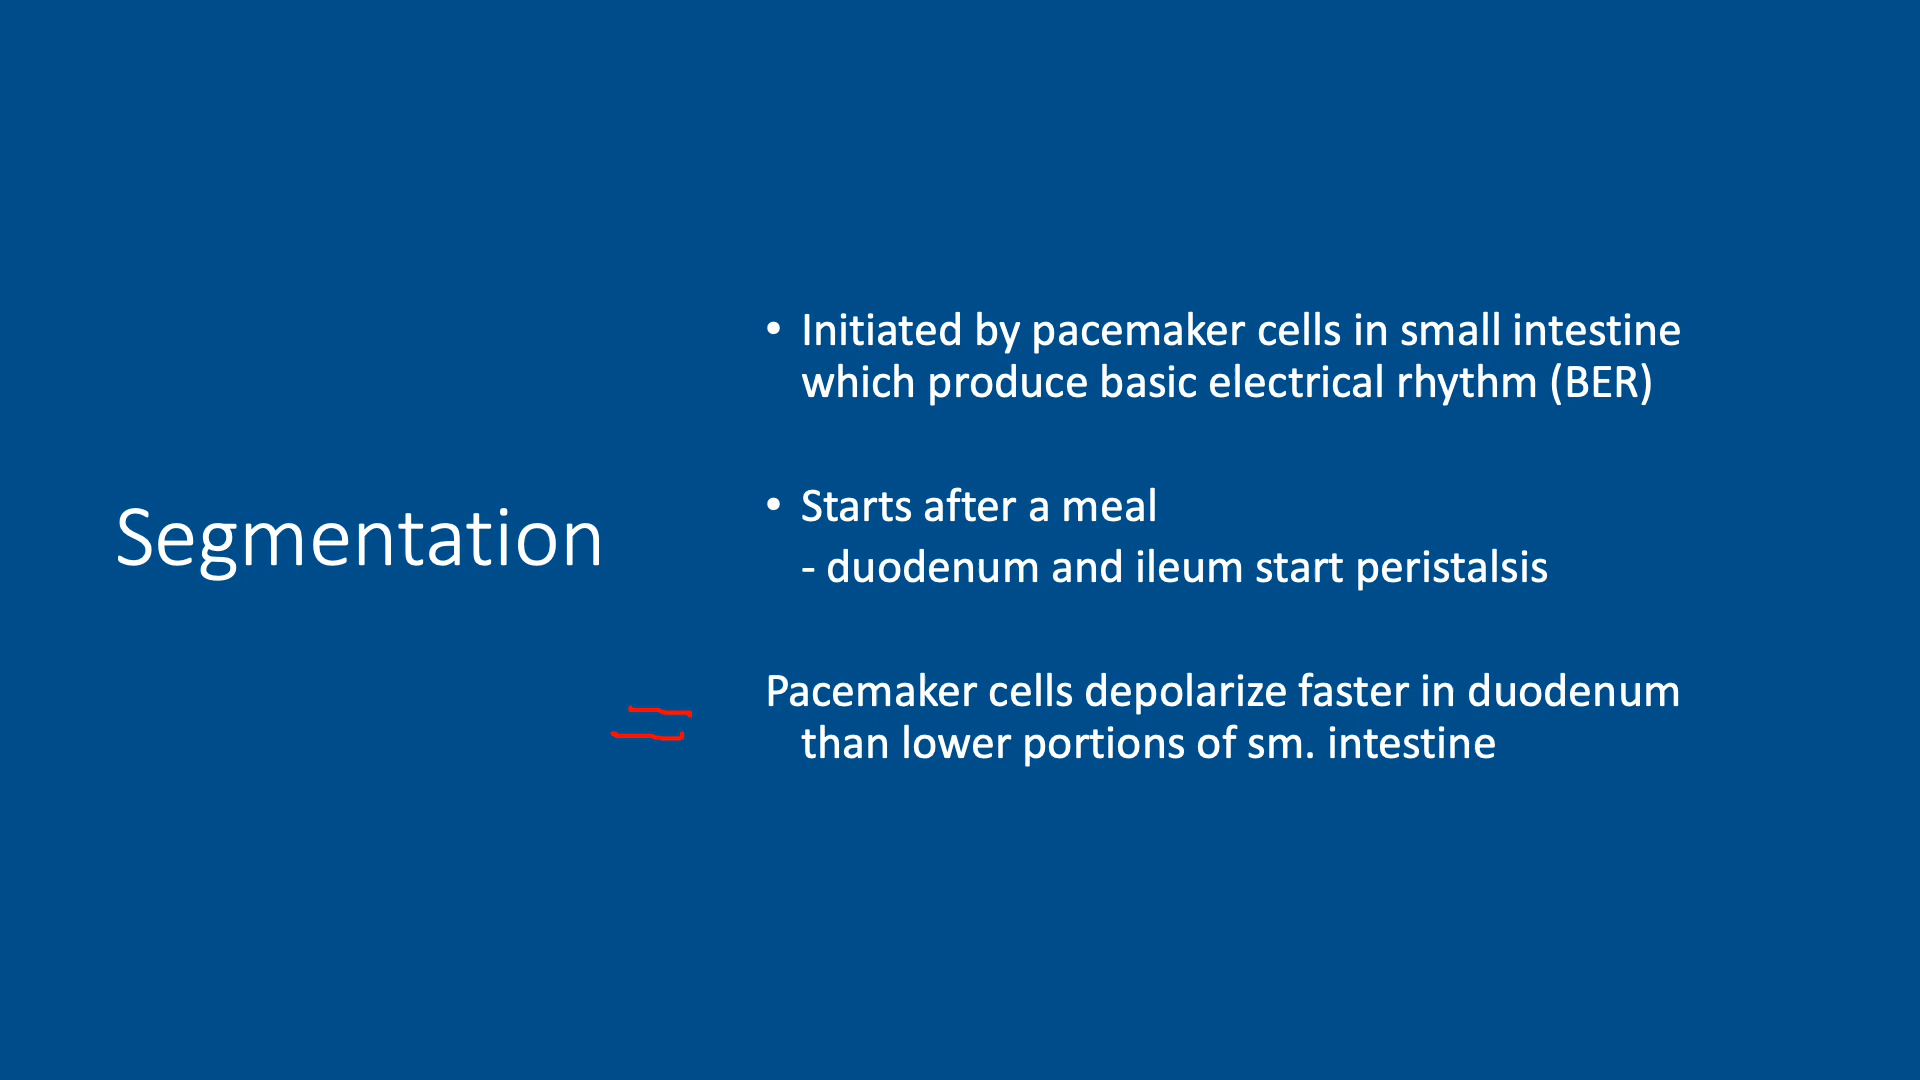 Segmentation
• Initiated by pacemaker cells in small intestine
which produce basic electrical rhythm (BER)
• Starts after a meal
- duodenum and ileum start peristalsis
Pacemaker cells depolarize faster in duodenum
than lower portions of sm. intestine